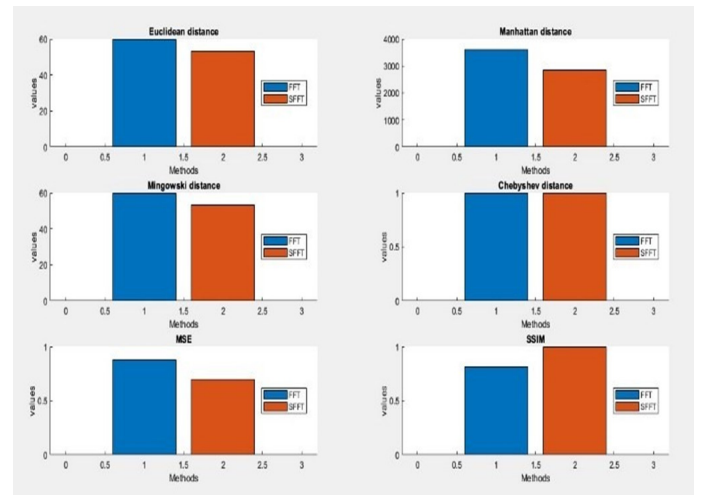 Euclidean distance
60
40
20
0
values
0 0.5 1 1.5 2 2.5 3
Methods
FFT
SFFT
Manhattan distance
4000
3000
2000
1000
0
values
0 0.5 1 1.5 2 2.5 3
Methods
FFT
SFFT
Mingowski distance
60
40
20
0
values
0 0.5 1 1.5 2 2.5 3
Methods
FFT
SFFT
Chebyshev distance
1
0.5
0
values
0 0.5 1 1.5 2 2.5 3
Methods
FFT
SFFT
MSE
1
0.5
0
values
0 0.5 1 1.5 2 2.5 3
Methods
FFT
SFFT
SSIM
1
0.5
0
values
0 0.5 1 1.5 2 2.5 3
Methods
FFT
SFFT